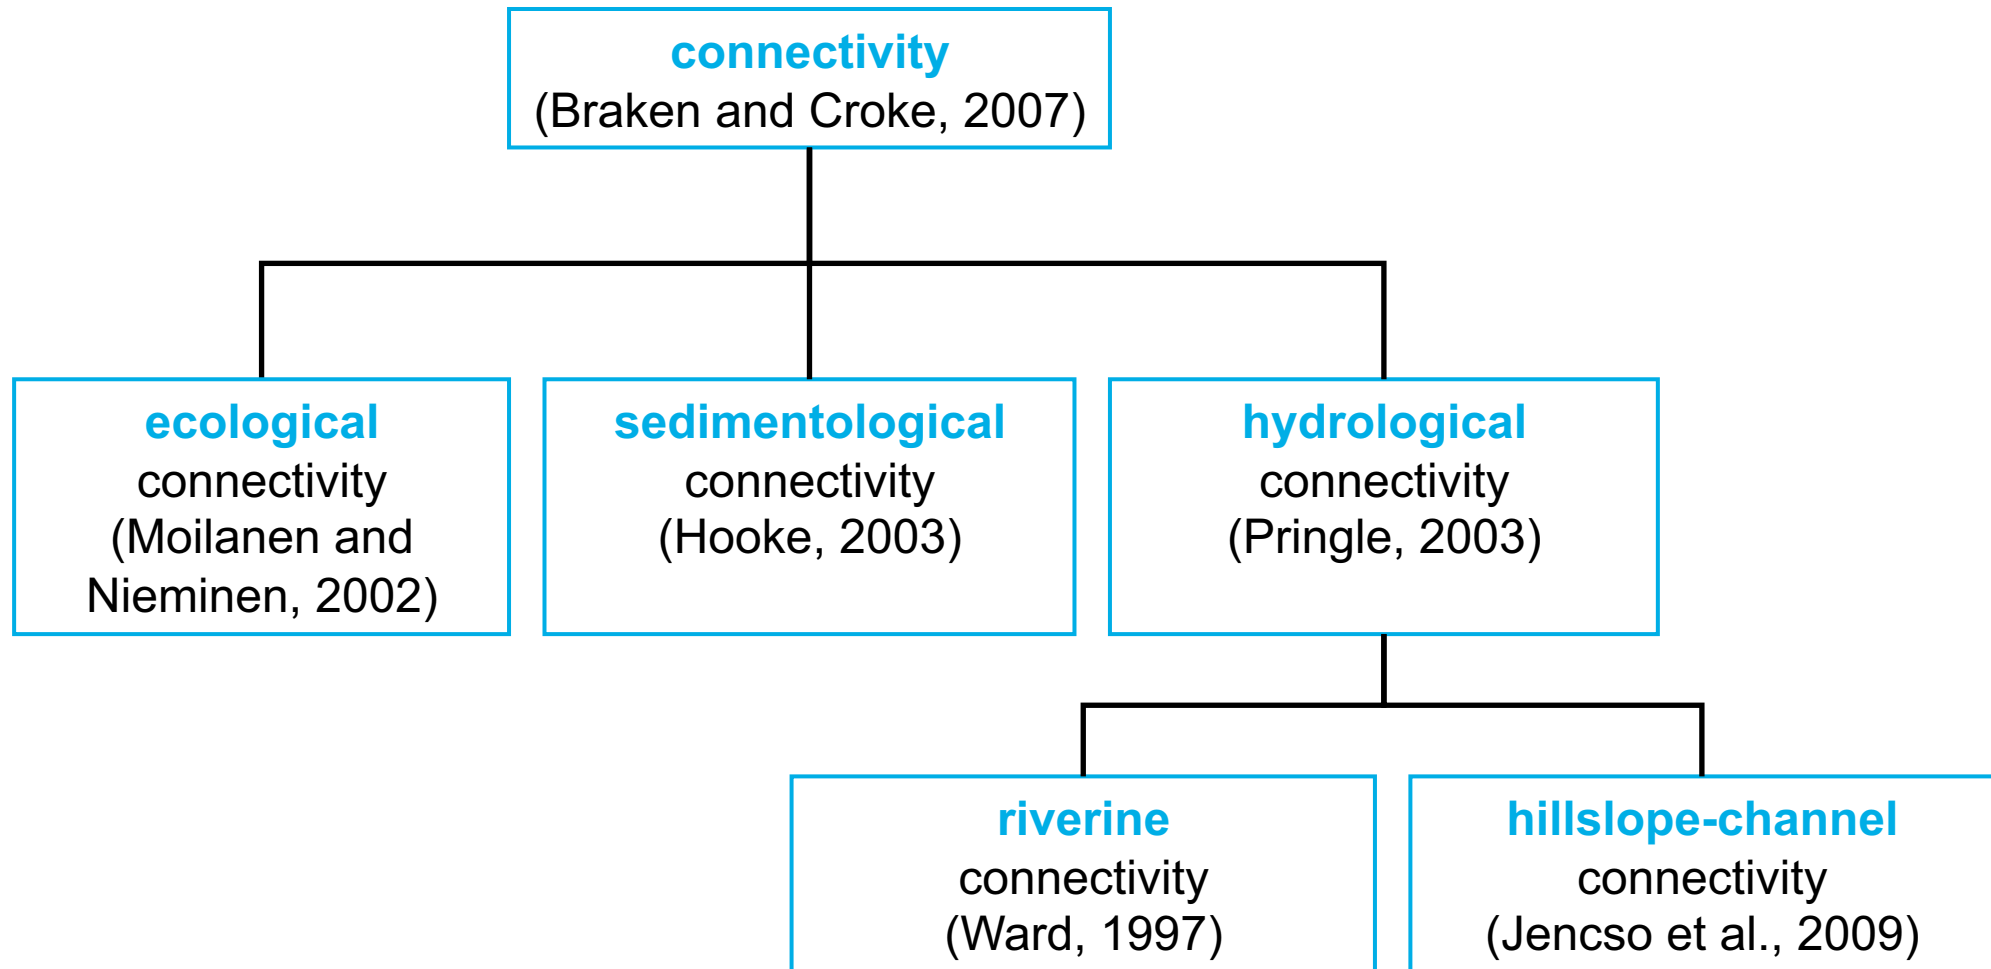 connectivity
(Braken and Croke, 2007)
ecological
connectivity
(Moilanen and
Nieminen, 2002)
sedimentological
connectivity
(Hooke, 2003)
hydrological
connectivity
(Pringle, 2003)
riverine
connectivity
(Ward, 1997)
hillslope-channel
connectivity
(Jencso et al., 2009)